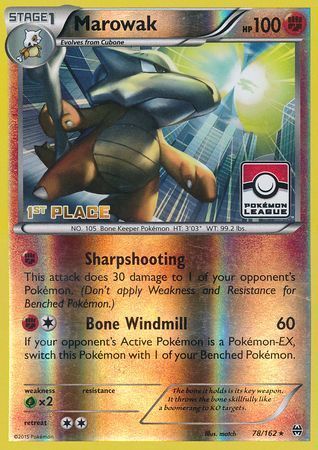 STAGE1 Marowak HP 100
Evolves from Cubone
1ST PLACE
POKÉMON
LEAGUE
NO. 105 Bone Keeper Pokémon HT: 3'03" WT: 99.2 lbs.
Sharpshooting
This attack does 30 damage to 1 of your opponent's
Pokémon. (Don't apply Weakness and Resistance for
Benched Pokémon.)
Bone Windmill 60
If your opponent's Active Pokémon is a Pokémon-EX,
switch this Pokémon with 1 of your Benched Pokémon.
weakness resistance
×2
retreat
The bone it holds is its key weapon.
It throws the bone skillfully like
a boomerang to KO targets.
©2015 Pokémon
Illus. match
78/162 ★